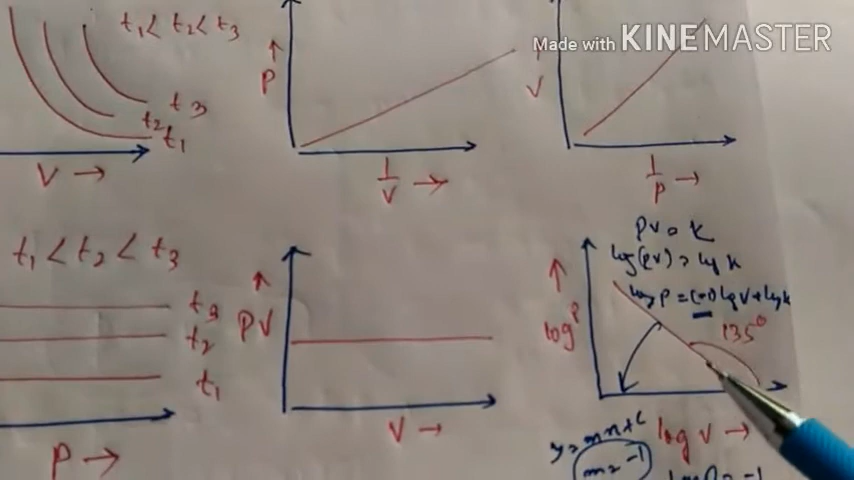 t₁ < t₂ < t₃
t₃
t₂
t₁
V →
P →
1/V →
Made with KINEMASTER
V
1/P →
t₁ < t₂ < t₃
t₃
t₂
t₁
P →
PV →
V →
PV = K
log(PV) = log K
log P = (-1) log V + log K
135°
log P →
log V →
y = mx + c
m = -1